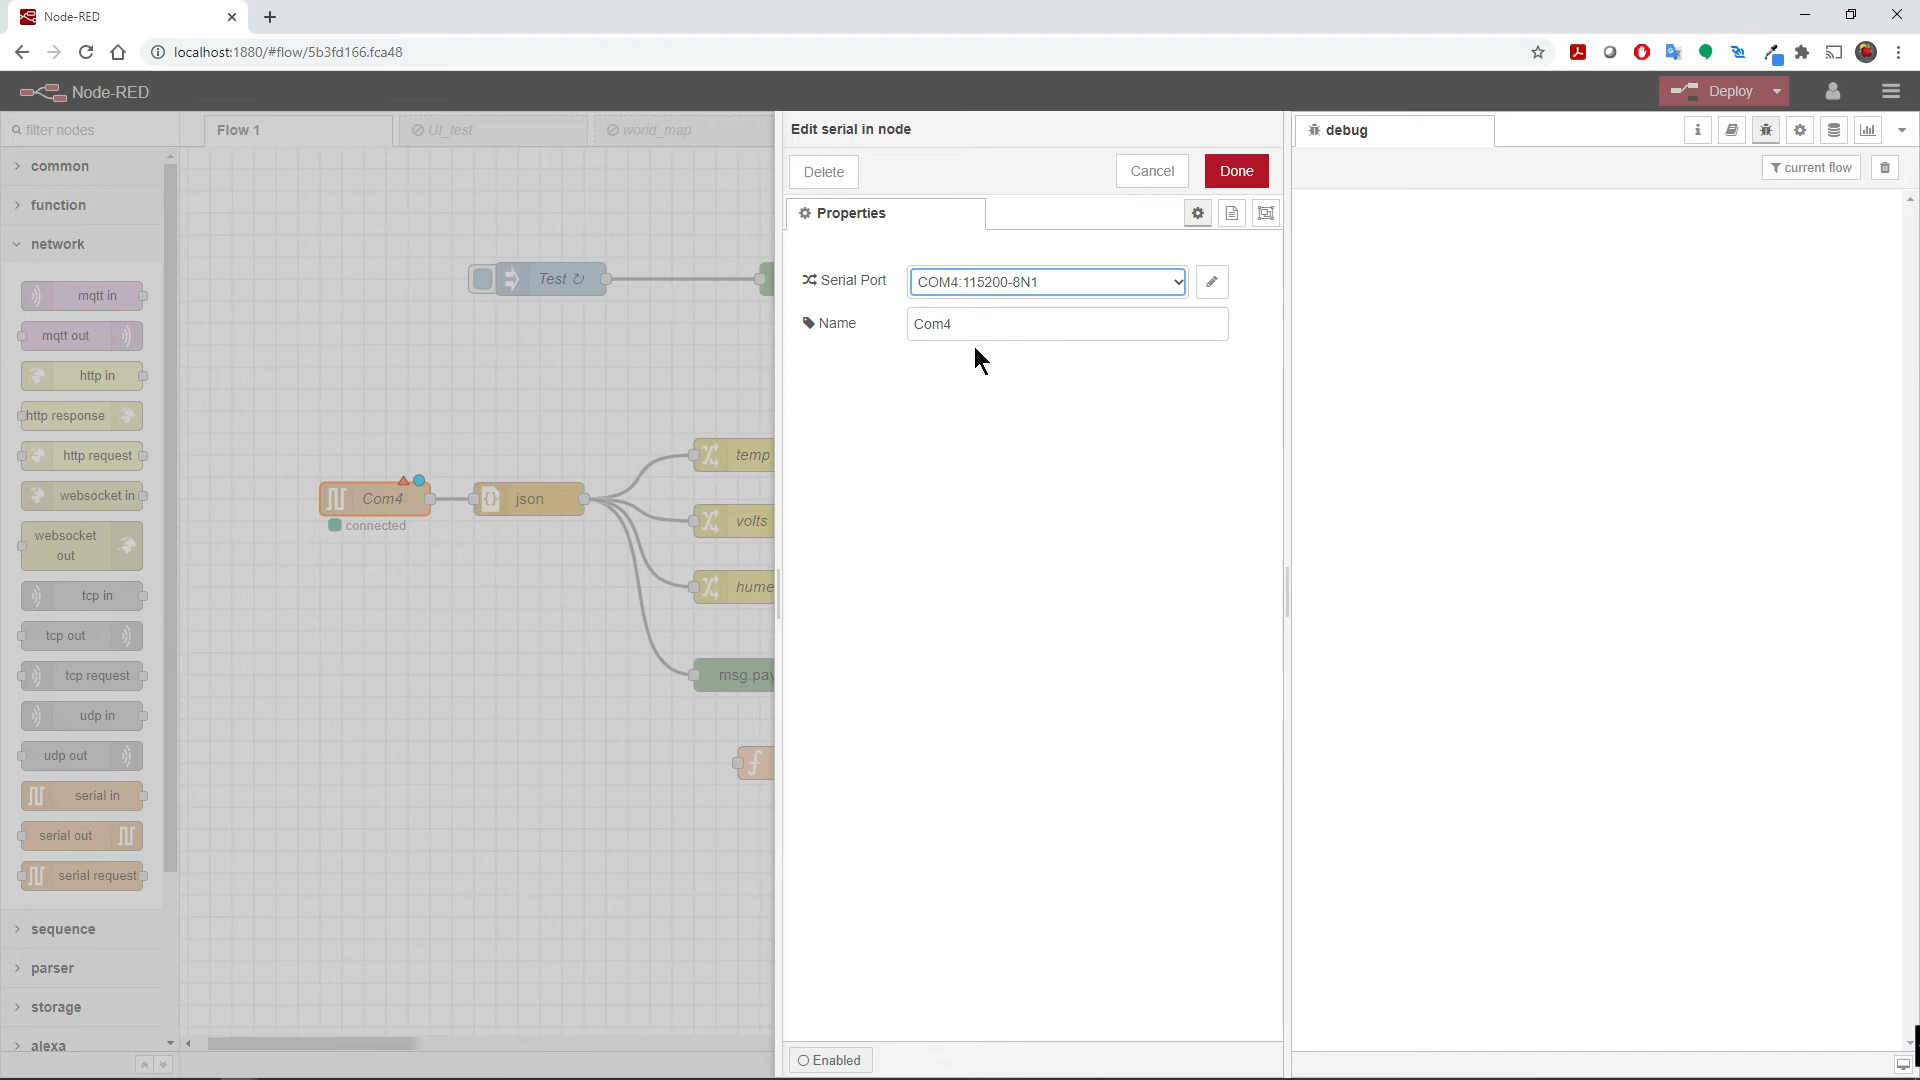 Node-RED
localhost:1880/#flow/5b3fd166.fca48
Node-RED
Deploy
filter nodes
Flow 1
UI_test
world_map
Edit serial in node
debug
Delete
Cancel
Done
current flow
Properties
Serial Port
COM4:115200-8N1
Name
Com4
common
function
network
mqtt in
mqtt out
http in
http response
http request
websocket in
websocket
out
tcp in
tcp out
tcp request
udp in
udp out
serial in
serial out
serial request
sequence
parser
storage
alexa
Test ↻
Com4
connected
json
temp
volts
hume
msg.pay
Enabled